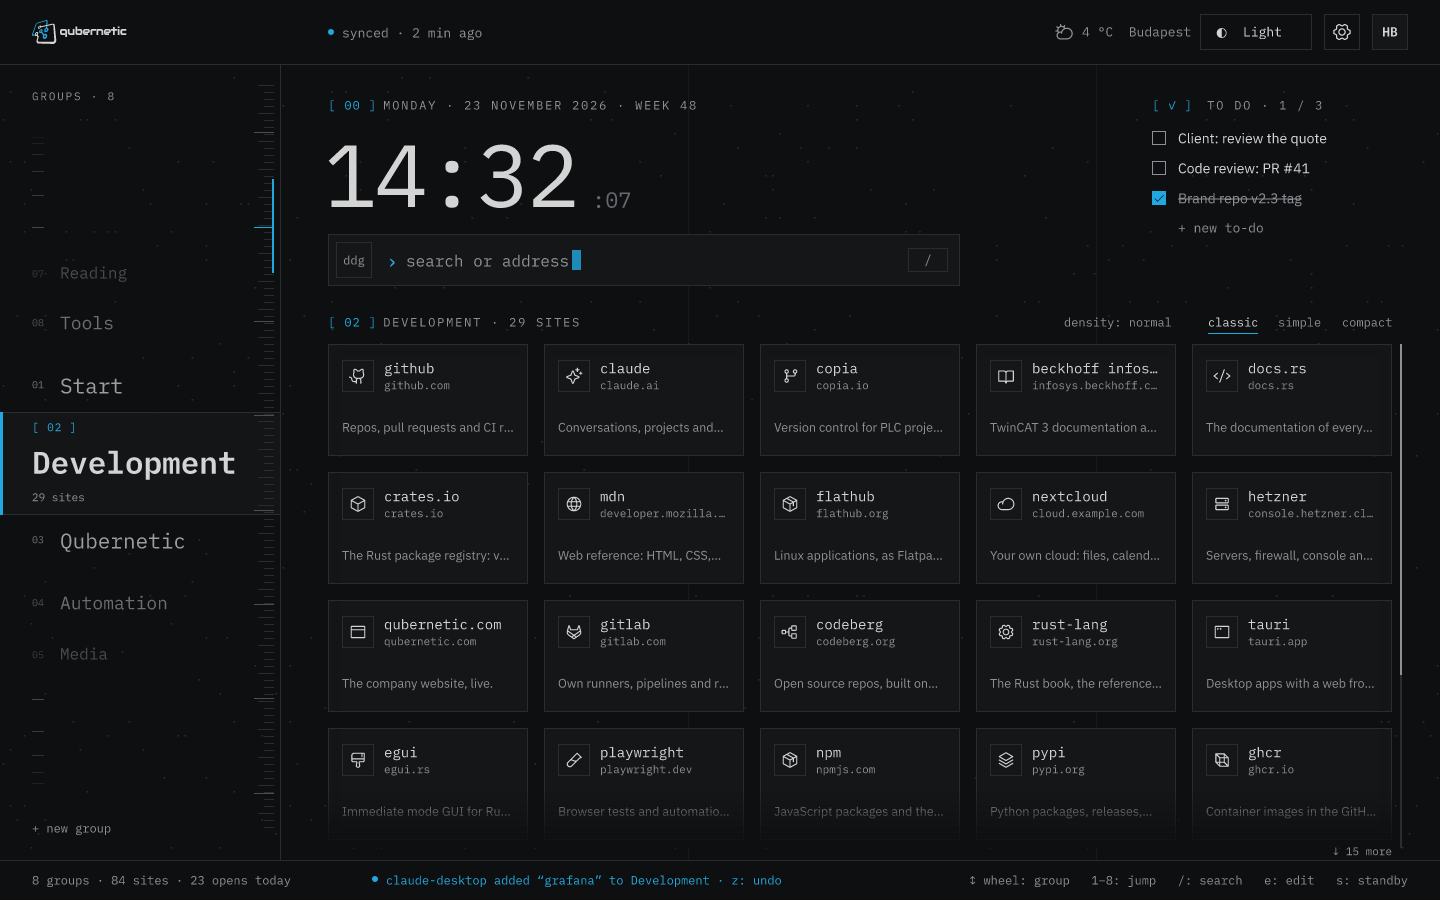 qubernetic
synced · 2 min ago
4 °C Budapest
Light
HB
GROUPS · 8
07 Reading
08 Tools
01 Start
[ 02 ]
Development
29 sites
03 Qubernetic
04 Automation
05 Media
+ new group
[ 00 ] MONDAY · 23 NOVEMBER 2026 · WEEK 48
14:32 :07
ddg › search or address /
[ √ ] TO DO · 1 / 3
Client: review the quote
Code review: PR #41
Brand repo v2.3 tag
+ new to-do
[ 02 ] DEVELOPMENT · 29 SITES
density: normal classic simple compact
github
github.com
Repos, pull requests and CI r…
claude
claude.ai
Conversations, projects and…
copia
copia.io
Version control for PLC proje…
beckhoff infos…
infosys.beckhoff.c…
TwinCAT 3 documentation a…
docs.rs
docs.rs
The documentation of every…
crates.io
crates.io
The Rust package registry: v…
mdn
developer.mozilla.…
Web reference: HTML, CSS,…
flathub
flathub.org
Linux applications, as Flatpa…
nextcloud
cloud.example.com
Your own cloud: files, calend…
hetzner
console.hetzner.cl…
Servers, firewall, console an…
qubernetic.com
qubernetic.com
The company website, live.
gitlab
gitlab.com
Own runners, pipelines and r…
codeberg
codeberg.org
Open source repos, built on…
rust-lang
rust-lang.org
The Rust book, the reference…
tauri
tauri.app
Desktop apps with a web fro…
egui
egui.rs
Immediate mode GUI for Ru…
playwright
playwright.dev
Browser tests and automatio…
npm
npmjs.com
JavaScript packages and the…
pypi
pypi.org
Python packages, releases,…
ghcr
ghcr.io
Container images in the GitH…
↓ 15 more
8 groups · 84 sites · 23 opens today
claude-desktop added “grafana” to Development · z: undo
↕ wheel: group 1–8: jump /: search e: edit s: standby